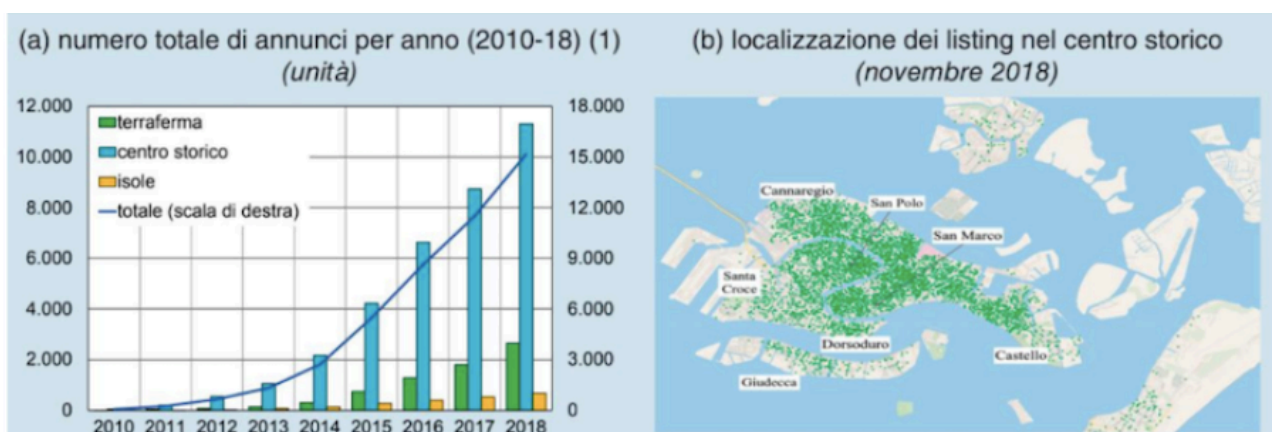 (a) numero totale di annunci per anno (2010-18) (1)
(unità)
12.000
10.000
8.000
6.000
4.000
2.000
0
terraferma
centro storico
isole
totale (scala di destra)
18.000
15.000
12.000
9.000
6.000
3.000
0
2010 2011 2012 2013 2014 2015 2016 2017 2018
(b) localizzazione dei listing nel centro storico
(novembre 2018)
Cannaregio
San Polo
San Marco
Santa
Croce
Dorsoduro
Castello
Giudecca